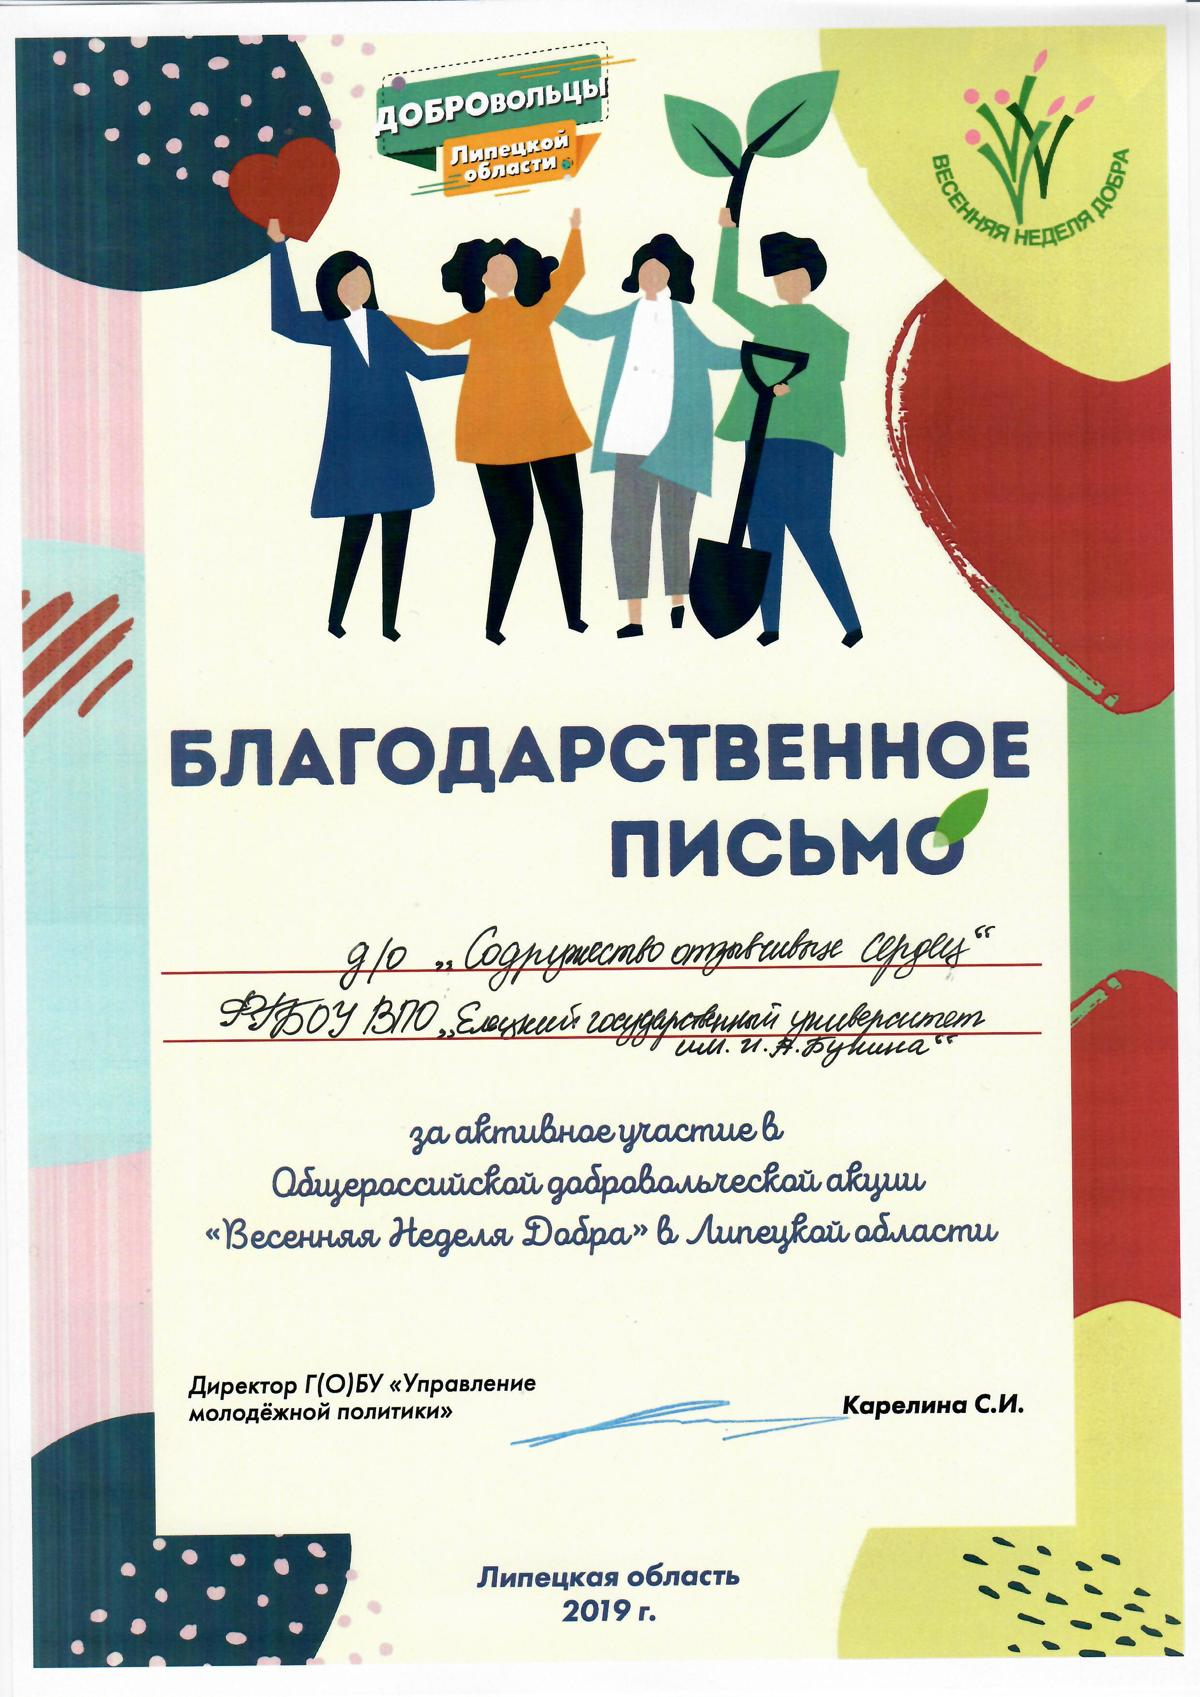 ДОБРОВОЛЬЦЫ
Липецкой
области
ВЕСЕННЯЯ НЕДЕЛЯ ДОБРА
БЛАГОДАРСТВЕННОЕ
ПИСЬМО
д/о „Содружество отзывчивых сердец“
ФГБОУ ВПО „Елецкий государственный университет
им. И.А.Бунина“
за активное участие в
Общероссийской добровольческой акции
«Весенняя Неделя Добра» в Липецкой области
Директор Г(О)БУ «Управление
молодёжной политики»
Карелина С.И.
Липецкая область
2019 г.